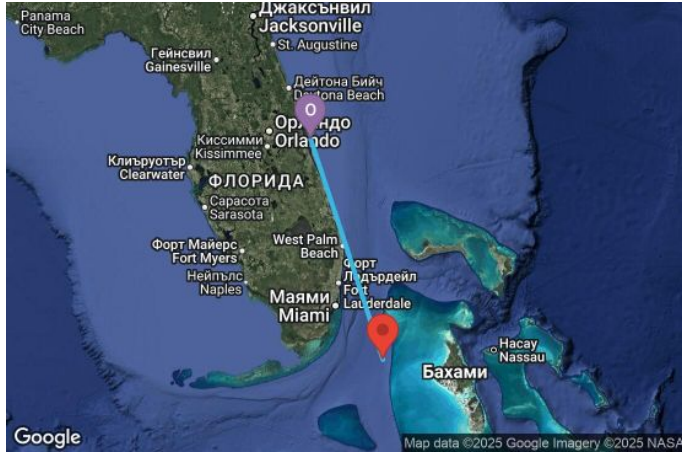 Panama
City Beach
Джаксънвил
Jacksonville
St. Augustine
Гейнсвил
Gainesville
Дейтона Бийч
Daytona Beach
O
Орландо
Orlando
Киссимми
Kissimmee
Клиъруотър
Clearwater
ФЛОРИДА
Сарасота
Sarasota
Форт Майерс
Fort Myers
West Palm
Beach
Нейпълс
Naples
Форт
Лодърдейл
Fort
Lauderdale
Маями
Miami
Насау
Nassau
Бахами
Google
Map data ©2025 Google Imagery ©2025 NASA